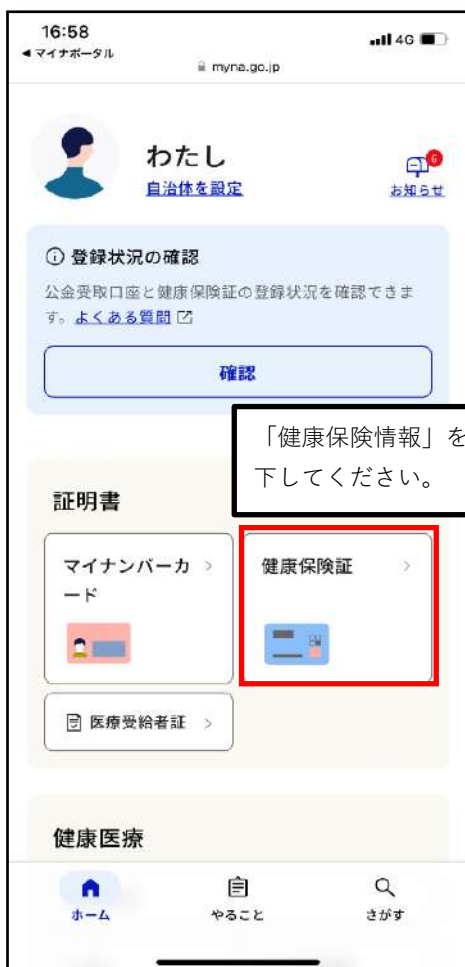 16:58
4G
◀ マイナポータル
myna.go.jp
わたし
自治体を設定
6
お知らせ
登録状況の確認
公金受取口座と健康保険証の登録状況を確認できま
す。よくある質問
確認
「健康保険情報」を
下してください。
証明書
マイナンバーカ
ード
健康保険証
医療受給者証
健康医療
ホーム
やること
さがす